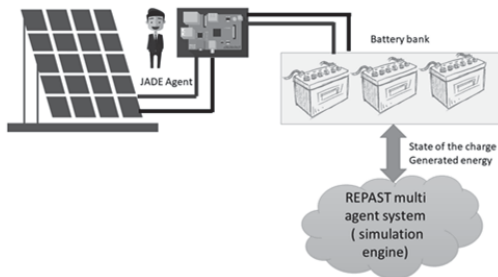 JADE Agent
Battery bank
State of the charge
Generated energy
REPAST multi
agent system
( simulation
engine)